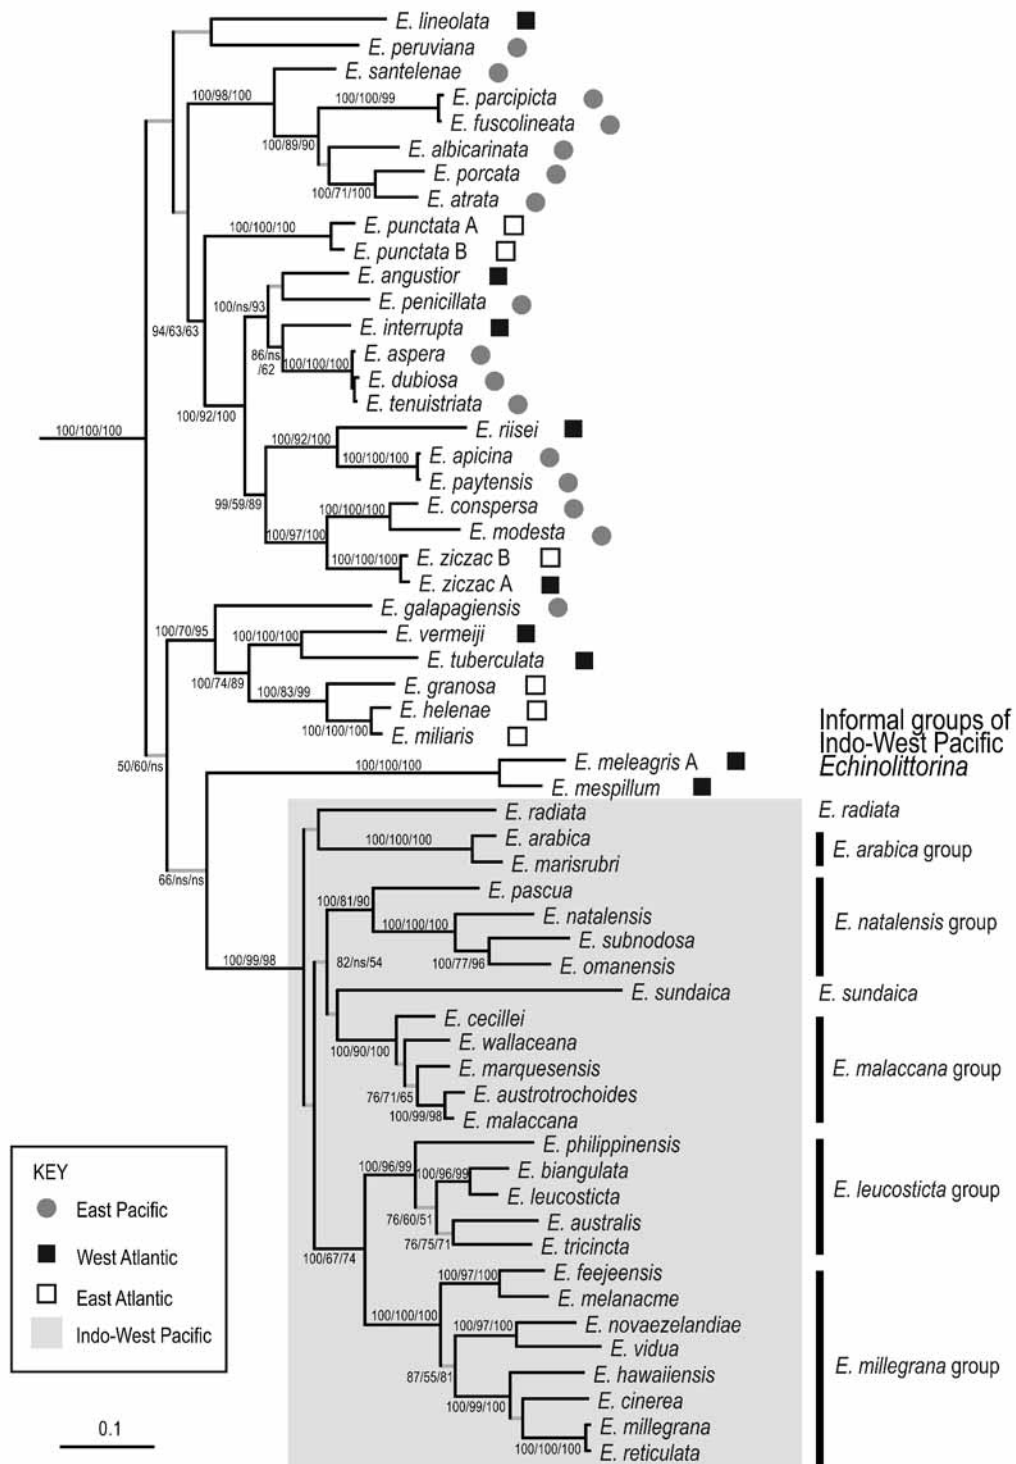 E. lineolata
E. peruviana
E. santelenae
100/98/100
100/100/99
E. parcipicta
E. fuscolineata
100/89/90
E. albicarinata
E. porcata
100/71/100
E. atrata
100/100/100
E. punctata A
E. punctata B
E. angustior
100/ns/93
E. penicillata
94/63/63
E. interrupta
86/ns
/62
100/100/100
E. aspera
E. dubiosa
E. tenuistriata
100/92/100
100/100/100
E. riisei
100/92/100
100/100/100
E. apicina
E. paytensis
99/59/89
E. conspersa
100/100/100
E. modesta
100/97/100
100/100/100
E. ziczac B
E. ziczac A
E. galapagiensis
100/70/95
100/100/100
E. vermeiji
E. tuberculata
100/74/89
100/83/99
E. granosa
E. helenae
100/100/100
E. miliaris
50/60/ns
100/100/100
E. meleagris A
E. mespillum
Informal groups of
Indo-West Pacific
Echinolittorina
E. radiata
E. radiata
100/100/100
E. arabica
E. marisrubri
E. arabica group
66/ns/ns
E. pascua
100/81/90
100/100/100
E. natalensis
E. subnodosa
100/77/96
E. omanensis
E. natalensis group
100/99/98
82/ns/54
E. sundaica
E. sundaica
E. cecillei
100/90/100
E. wallaceana
E. marquesensis
76/71/65
E. austrotrochoides
100/99/98
E. malaccana
E. malaccana group
E. philippinensis
100/96/99
100/96/99
E. biangulata
E. leucosticta
76/60/51
E. australis
76/75/71
E. tricincta
E. leucosticta group
100/67/74
100/97/100
E. feejeensis
E. melanacme
100/100/100
100/97/100
E. novaezelandiae
E. vidua
87/55/81
E. hawaiiensis
100/99/100
E. cinerea
E. millegrana
100/100/100
E. reticulata
E. millegrana group
KEY
East Pacific
West Atlantic
East Atlantic
Indo-West Pacific
0.1